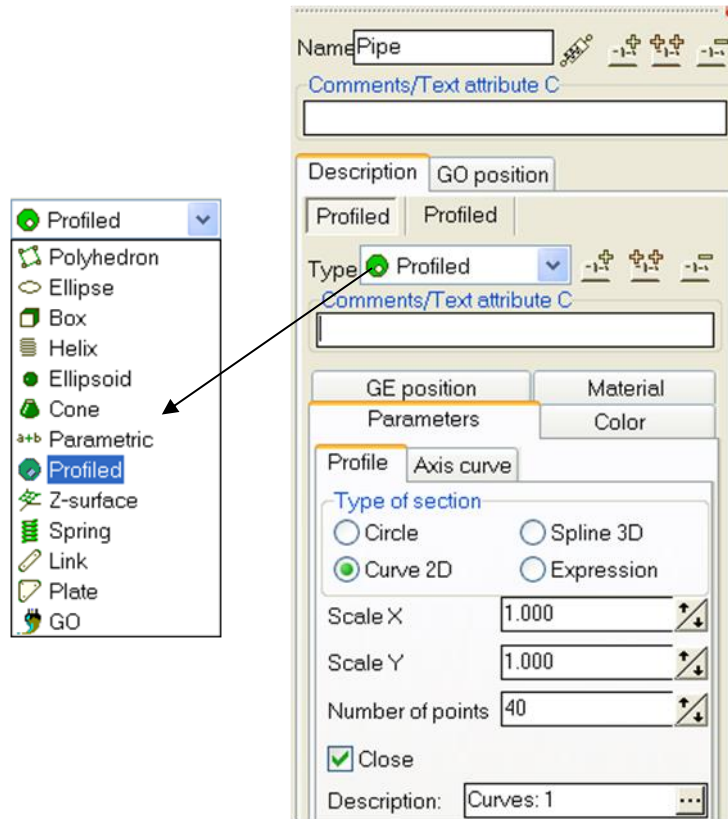 Name Pipe
Comments/Text attribute C
Description GO position
Profiled Profiled
Type Profiled
Comments/Text attribute C
GE position Material
Parameters Color
Profile Axis curve
Type of section
Circle Spline 3D
Curve 2D Expression
Scale X 1.000
Scale Y 1.000
Number of points 40
Close
Description: Curves: 1 ...
Profiled
Polyhedron
Ellipse
Box
Helix
Ellipsoid
Cone
a+b Parametric
Profiled
Z-surface
Spring
Link
Plate
GO